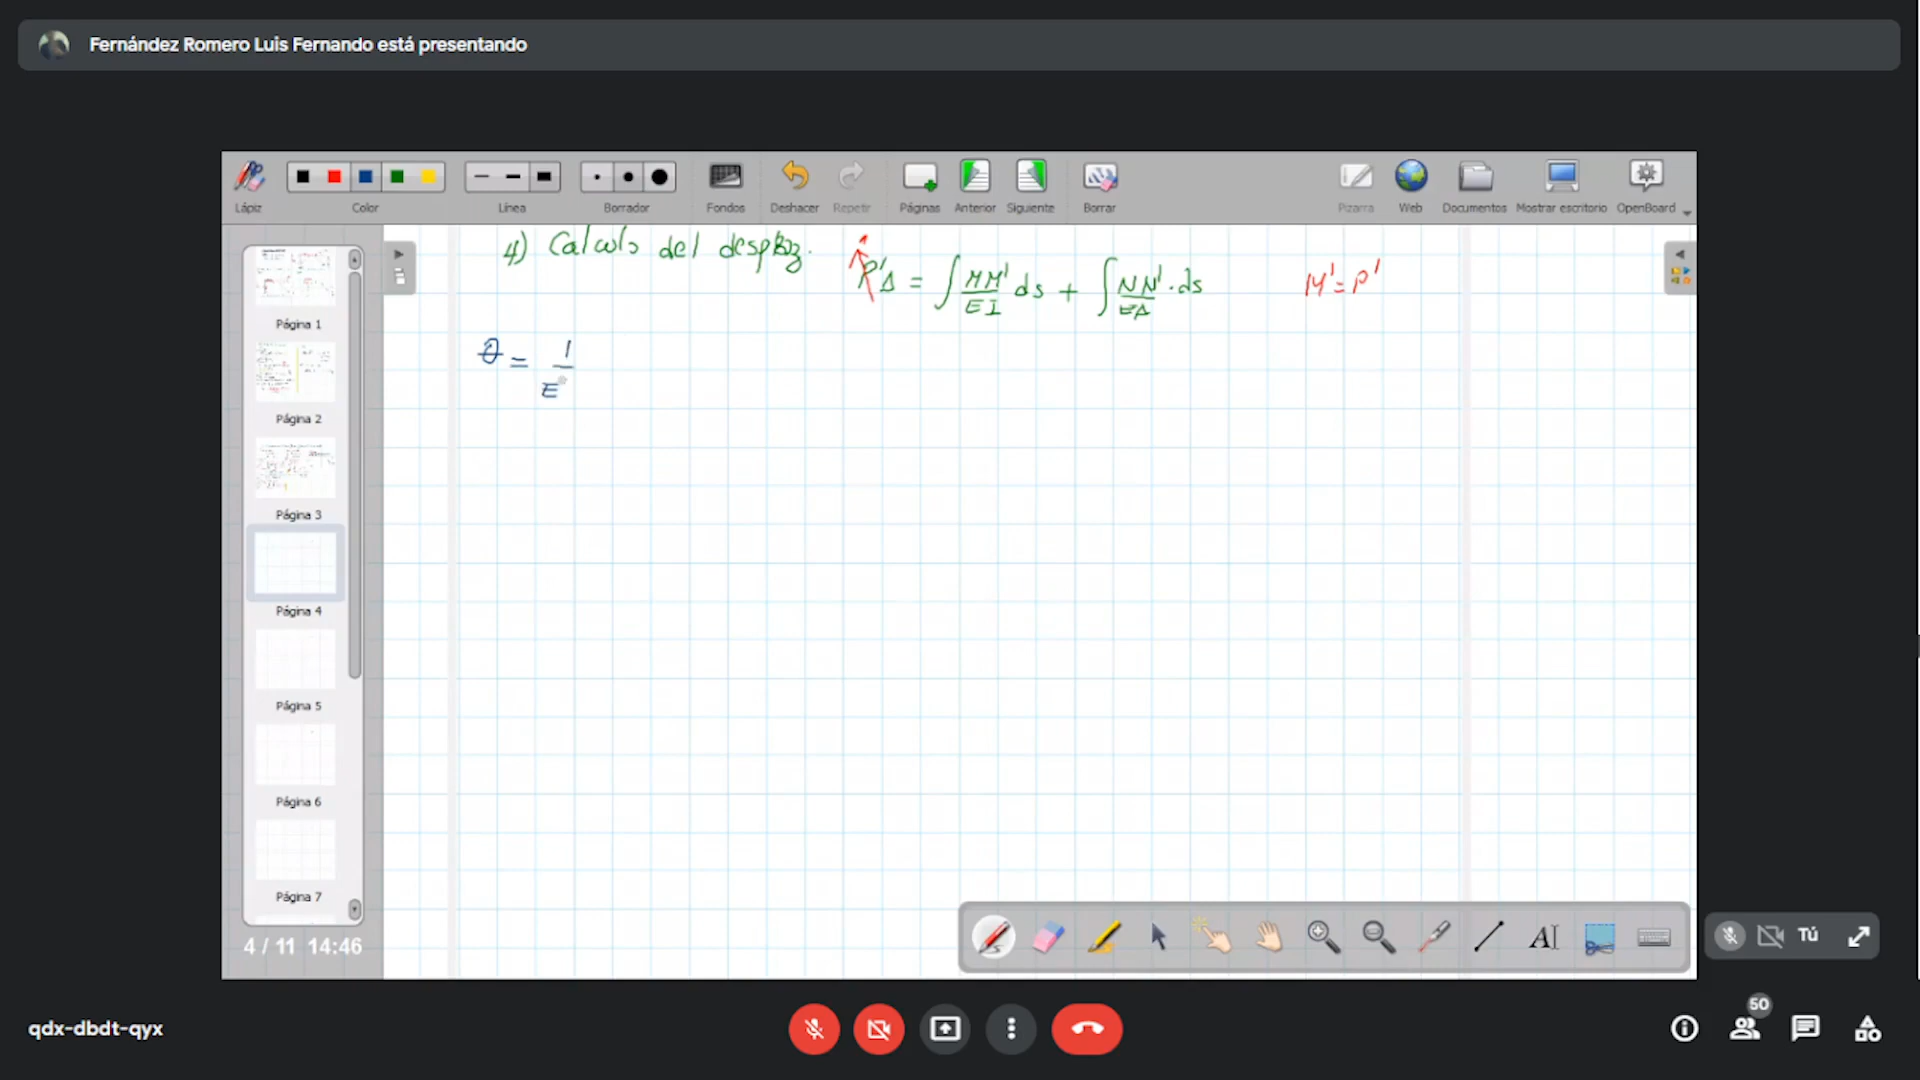 Fernández Romero Luis Fernando está presentando
Lápiz Color Línea Borrador Fondos Deshacer Repetir Páginas Anterior Siguiente Borrar Pizarra Web Documentos Mostrar escritorio OpenBoard
4) Calculo del desplaz.
P'Δ = ∫ MM'/EI ds + ∫ NN'/EA · ds
M' = P'
θ = 1/E
Página 1
Página 2
Página 3
Página 4
Página 5
Página 6
Página 7
4 / 11 14:46
Tú
qdx-dbdt-qyx
50